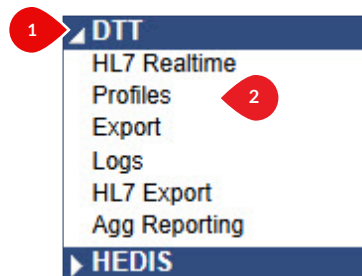 1 DTT
HL7 Realtime
Profiles 2
Export
Logs
HL7 Export
Agg Reporting
HEDIS